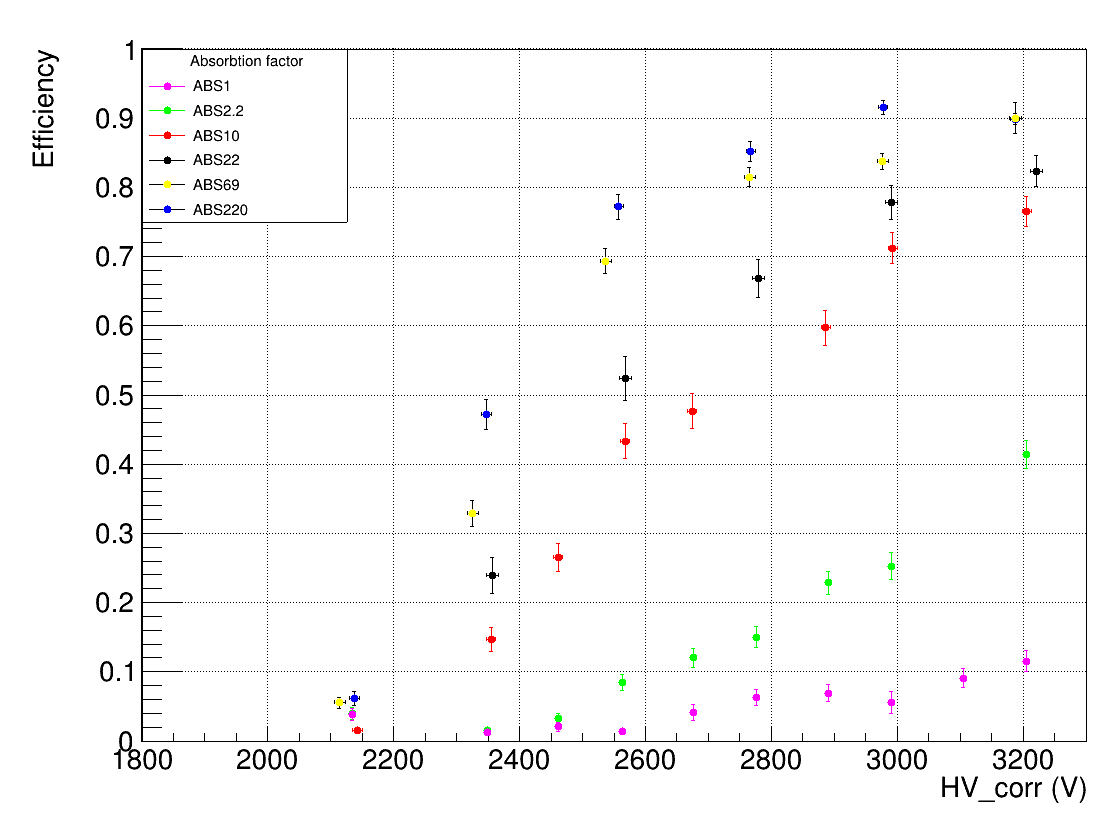 Efficiency
1
0.9
0.8
0.7
0.6
0.5
0.4
0.3
0.2
0.1
0
Absorbtion factor
ABS1
ABS2.2
ABS10
ABS22
ABS69
ABS220
1800 2000 2200 2400 2600 2800 3000 3200
HV_corr (V)